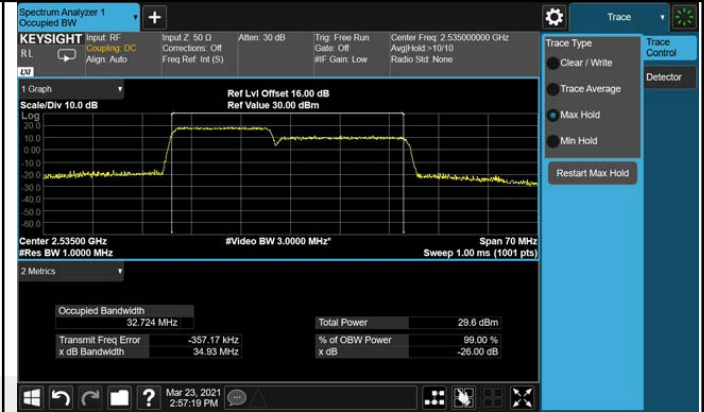 Spectrum Analyzer 1
Occupied BW
Trace
KEYSIGHT Input: RF Input Z: 50 Ω Atten: 30 dB Trig: Free Run Center Freq: 2.535000000 GHz
RL Coupling: DC Corrections: Off Gate: Off Avg|Hold:>10/10
Align: Auto Freq Ref: Int (S) #IF Gain: Low Radio Std: None
LXI
Trace Type
Clear / Write
Trace Average
Max Hold
Min Hold
Restart Max Hold
Trace Control
Detector
1 Graph
Ref Lvl Offset 16.00 dB
Scale/Div 10.0 dB Ref Value 30.00 dBm
Log
20.0
10.0
0.00
-10.0
-20.0
-30.0
-40.0
-50.0
-60.0
Center 2.53500 GHz #Video BW 3.0000 MHz* Span 70 MHz
#Res BW 1.0000 MHz Sweep 1.00 ms (1001 pts)
2 Metrics
Occupied Bandwidth
32.724 MHz Total Power 29.6 dBm
Transmit Freq Error -357.17 kHz % of OBW Power 99.00 %
x dB Bandwidth 34.93 MHz x dB -26.00 dB
? Mar 23, 2021
2:57:19 PM